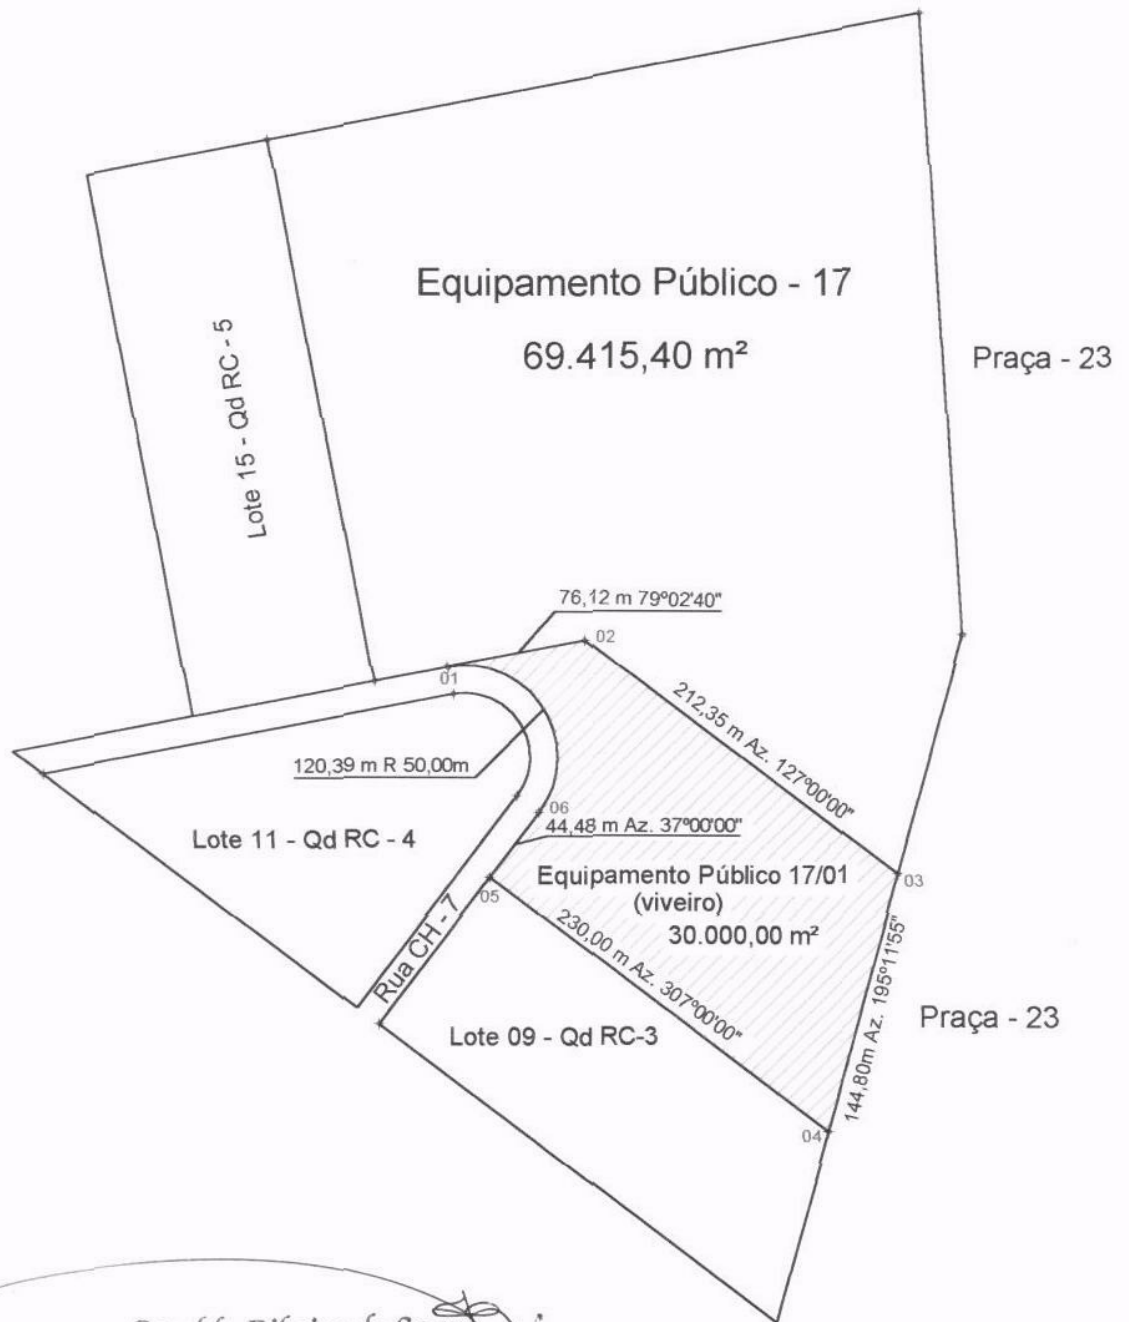 Equipamento Público - 17
69.415,40 m²
Praça - 23
Lote 15 - Qd RC - 5
76,12 m 79º02'40"
02
01
212,35 m Az. 127º00'00"
120,39 m R 50,00m
06
44,48 m Az. 37º00'00"
Lote 11 - Qd RC - 4
Equipamento Público 17/01
(viveiro)
30.000,00 m²
03
05
Rua CH - 7
230,00 m Az. 307º00'00"
144,80m Az. 195º11'55"
Praça - 23
Lote 09 - Qd RC-3
04